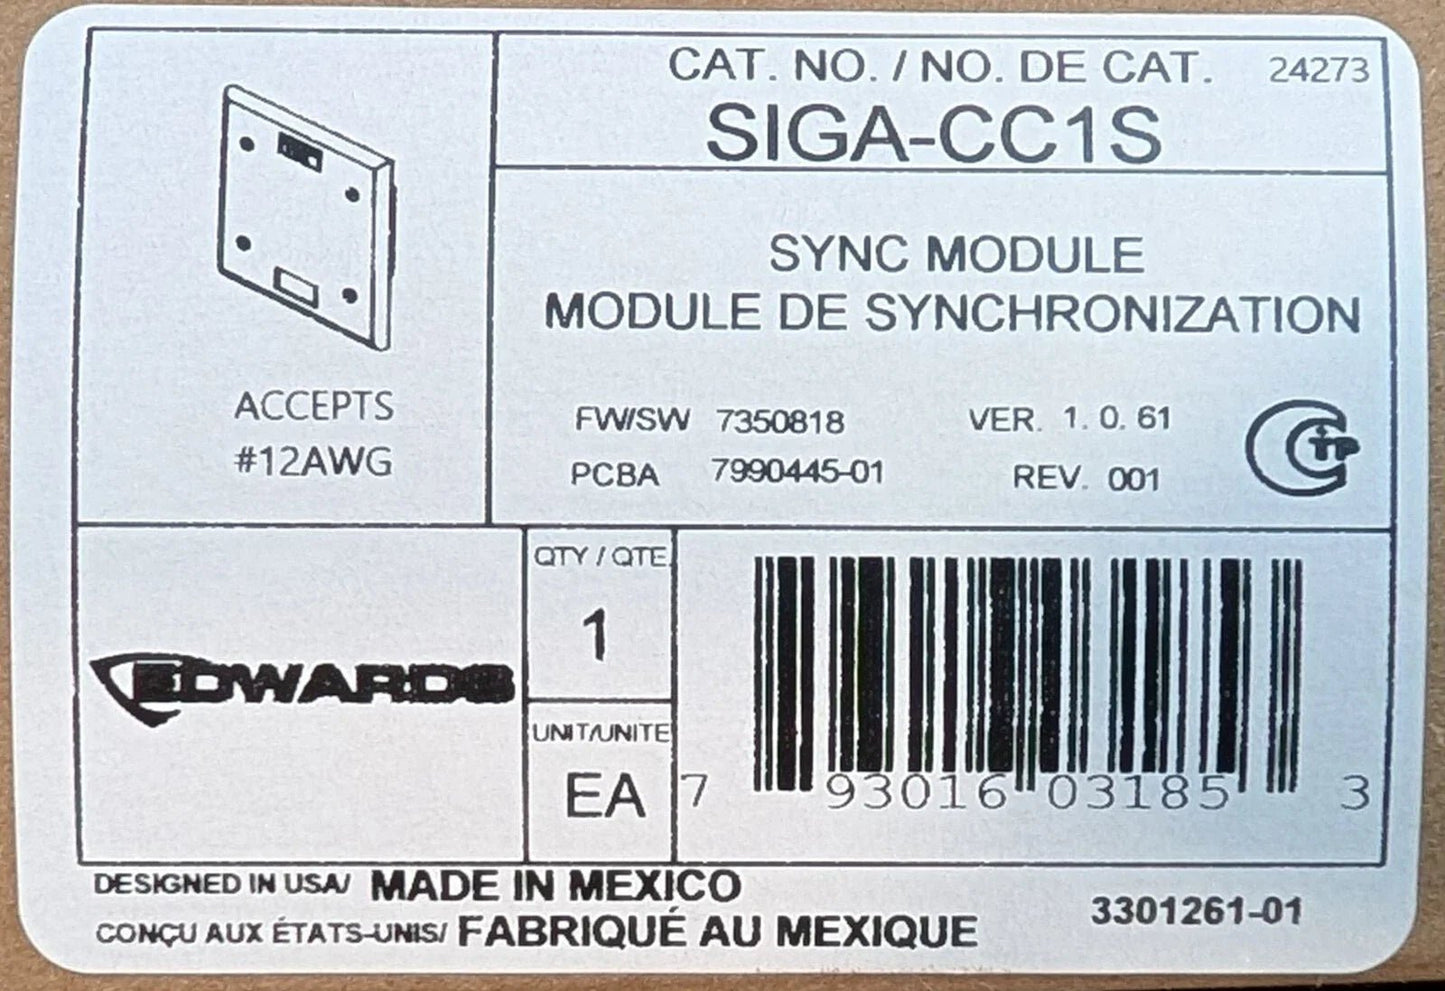 CAT. NO. / NO. DE CAT. 24273
SIGA-CC1S
ACCEPTS
#12AWG
SYNC MODULE
MODULE DE SYNCHRONIZATION
FW/SW 7350818 VER. 1.0.61
PCBA 7990445-01 REV. 001
CTTP
EDWARDS
QTY / QTE
1
UNIT/UNITE
EA
7 93016 03185 3
DESIGNED IN USA/ MADE IN MEXICO
CONÇU AUX ÉTATS-UNIS/ FABRIQUÉ AU MEXIQUE
3301261-01